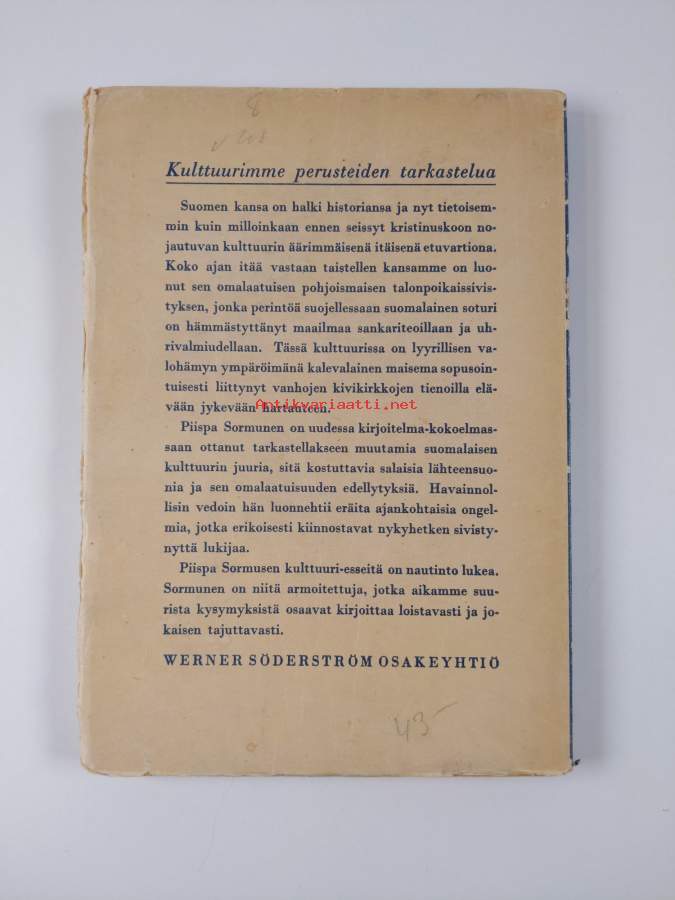 8
Kulttuurimme perusteiden tarkastelua
Suomen kansa on halki historiansa ja nyt tietoisem-
min kuin milloinkaan ennen seissyt kristinuskoon no-
jautuvan kulttuurin äärimmäisenä itäisenä etuvartiona.
Koko ajan itää vastaan taistellen kansamme on luo-
nut sen omalaatuisen pohjoismaisen talonpoikaissivis-
tyksen, jonka perintöä suojellessaan suomalainen soturi
on hämmästyttänyt maailmaa sankariteoillaan ja uh-
rivalmiudellaan. Tässä kulttuurissa on lyyrillisen va-
lohämyn ympäröimänä kalevalainen maisema sopusoin-
tuisesti liittynyt vanhojen kivikirkkojen tienoilla elä-
vään jykevään hartauteen.
Antikvariaatti.net
Piispa Sormunen on uudessa kirjoitelma-kokoelmas-
saan ottanut tarkastellakseen muutamia suomalaisen
kulttuurin juuria, sitä kostuttavia salaisia lähteensuo-
nia ja sen omalaatuisuuden edellytyksiä. Havainnol-
lisin vedoin hän luonnehtii eräitä ajankohtaisia ongel-
mia, jotka erikoisesti kiinnostavat nykyhetken sivisty-
nyttä lukijaa.
Piispa Sormusen kulttuuri-esseitä on nautinto lukea.
Sormunen on niitä armoitettuja, jotka aikamme suu-
rista kysymyksistä osaavat kirjoittaa loistavasti ja jo-
kaisen tajuttavasti.
WERNER SÖDERSTRÖM OSAKEYHTIÖ